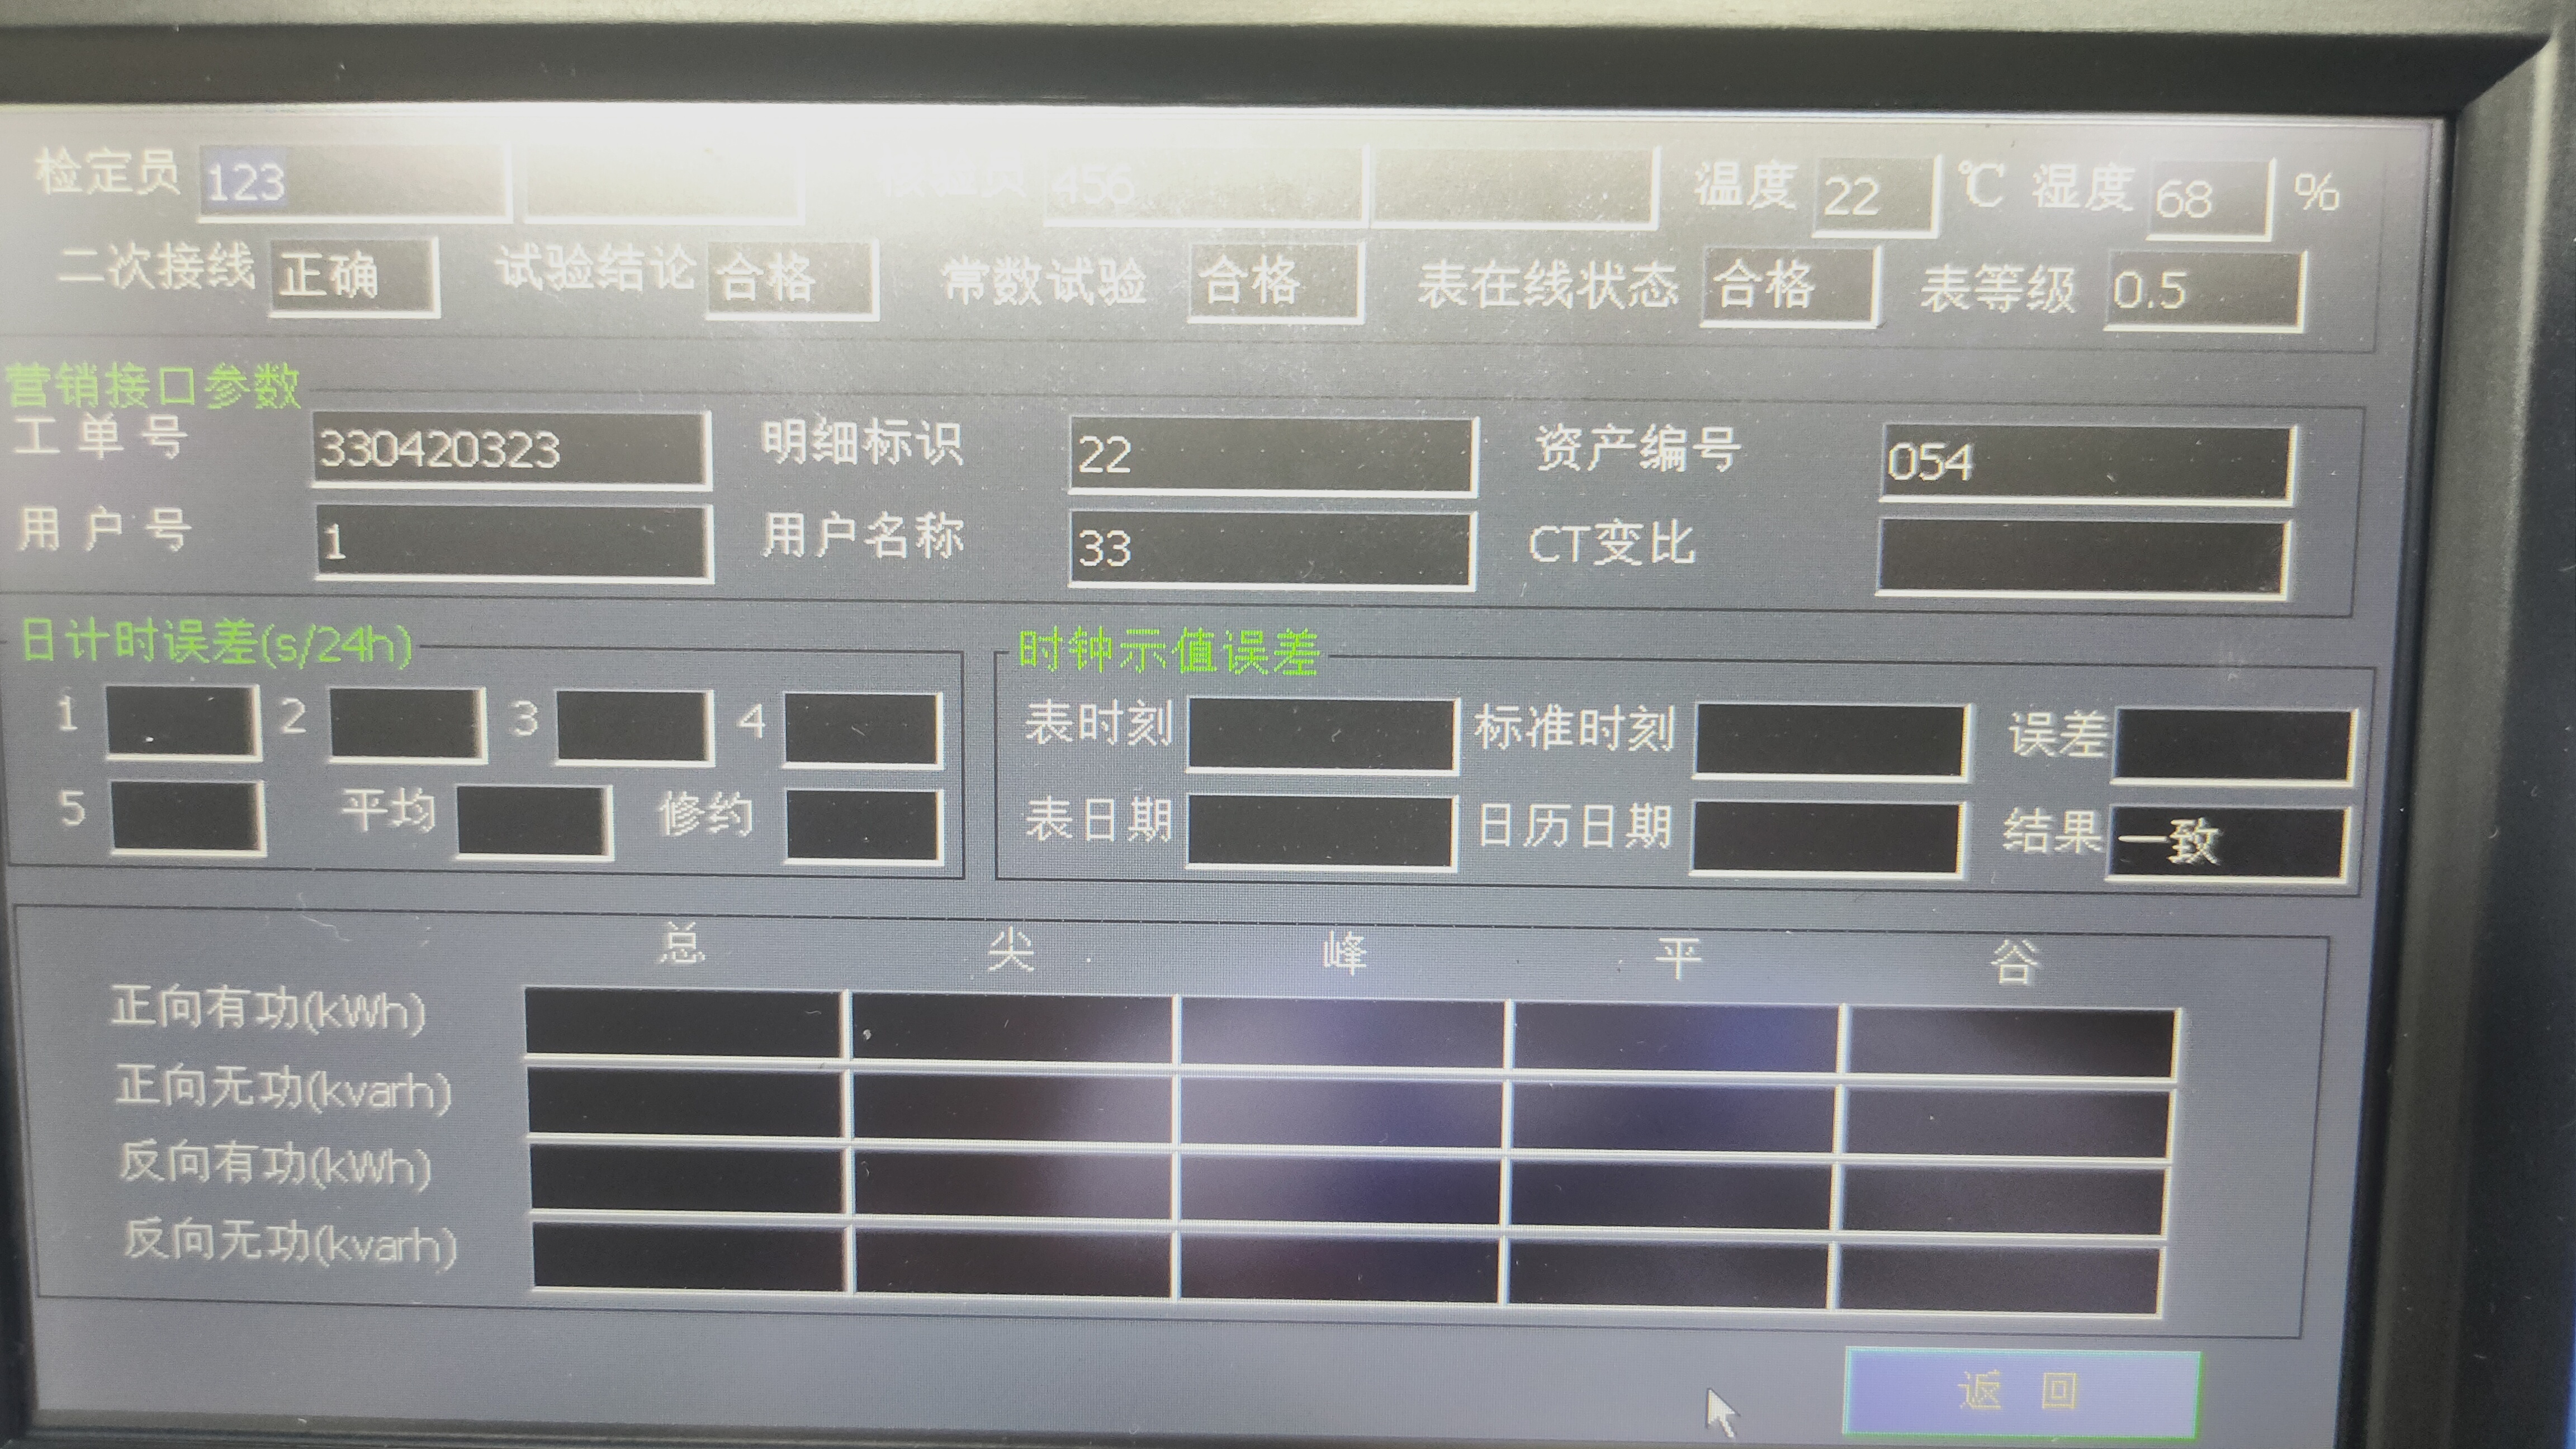 检定员 123 456 温度 22 ℃ 湿度 68 %
二次接线 正确 试验结论 合格 常数试验 合格 表在线状态 合格 表等级 0.5
营销接口参数
工单号 330420323 明细标识 22 资产编号 054
用户号 1 用户名称 33 CT变比
日计时误差(s/24h) 时钟示值误差
1 2 3 4 表时刻 标准时刻 误差
5 平均 修约 表日期 日历日期 结果 一致
总 尖 峰 平 谷
正向有功(kWh)
正向无功(kvarh)
反向有功(kWh)
反向无功(kvarh)
返回